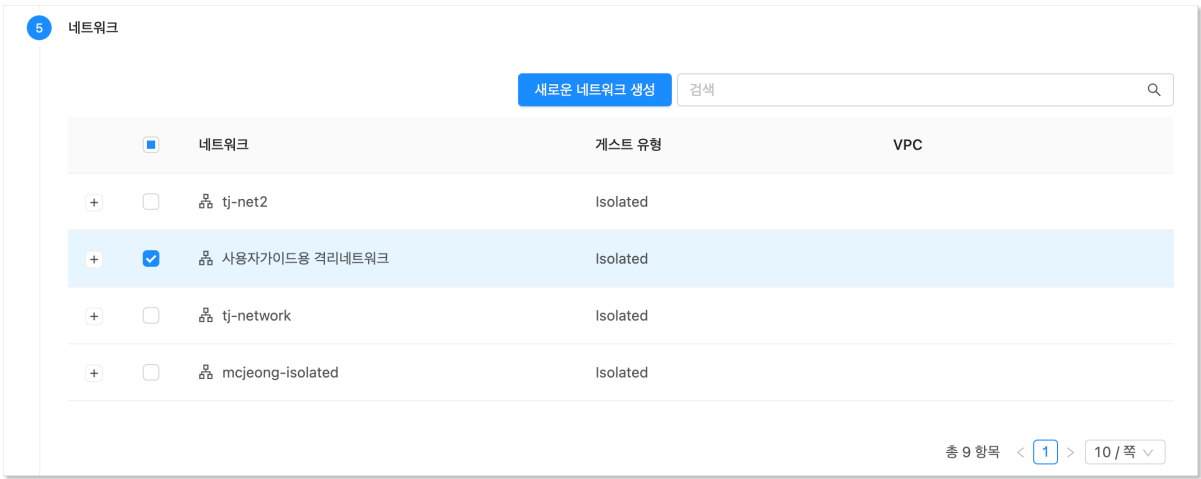 5 네트워크
새로운 네트워크 생성 검색
네트워크 게스트 유형 VPC
+ tj-net2 Isolated
+ 사용자가이드용 격리네트워크 Isolated
+ tj-network Isolated
+ mcjeong-isolated Isolated
총 9 항목 < 1 > 10 / 쪽